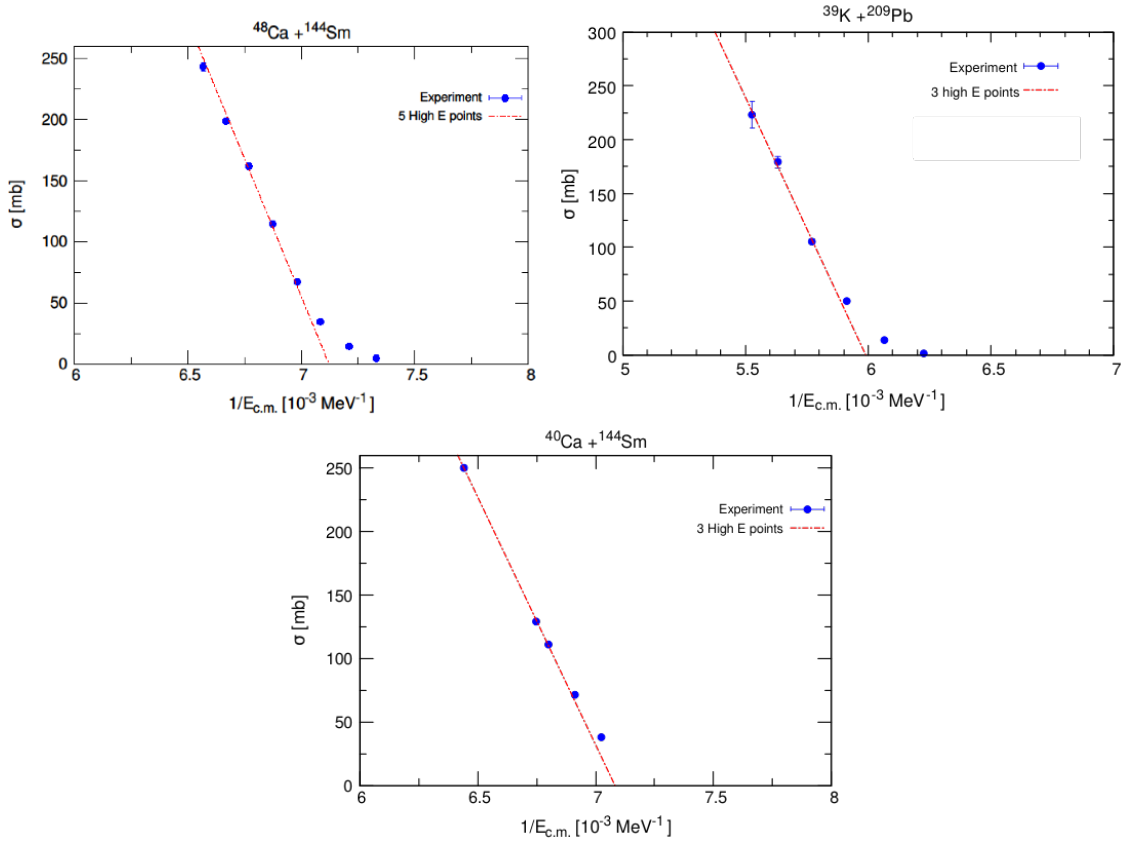 ⁴⁸Ca +¹⁴⁴Sm
250
200
150
100
50
0
σ [mb]
Experiment
5 High E points
6
6.5
7
7.5
8
1/E_c.m. [10⁻³ MeV⁻¹]
³⁹K +²⁰⁹Pb
300
250
200
150
100
50
0
σ [mb]
Experiment
3 high E points
5
5.5
6
6.5
7
1/E_c.m. [10⁻³ MeV⁻¹]
⁴⁰Ca +¹⁴⁴Sm
250
200
150
100
50
0
σ [mb]
Experiment
3 High E points
6
6.5
7
7.5
8
1/E_c.m. [10⁻³ MeV⁻¹]